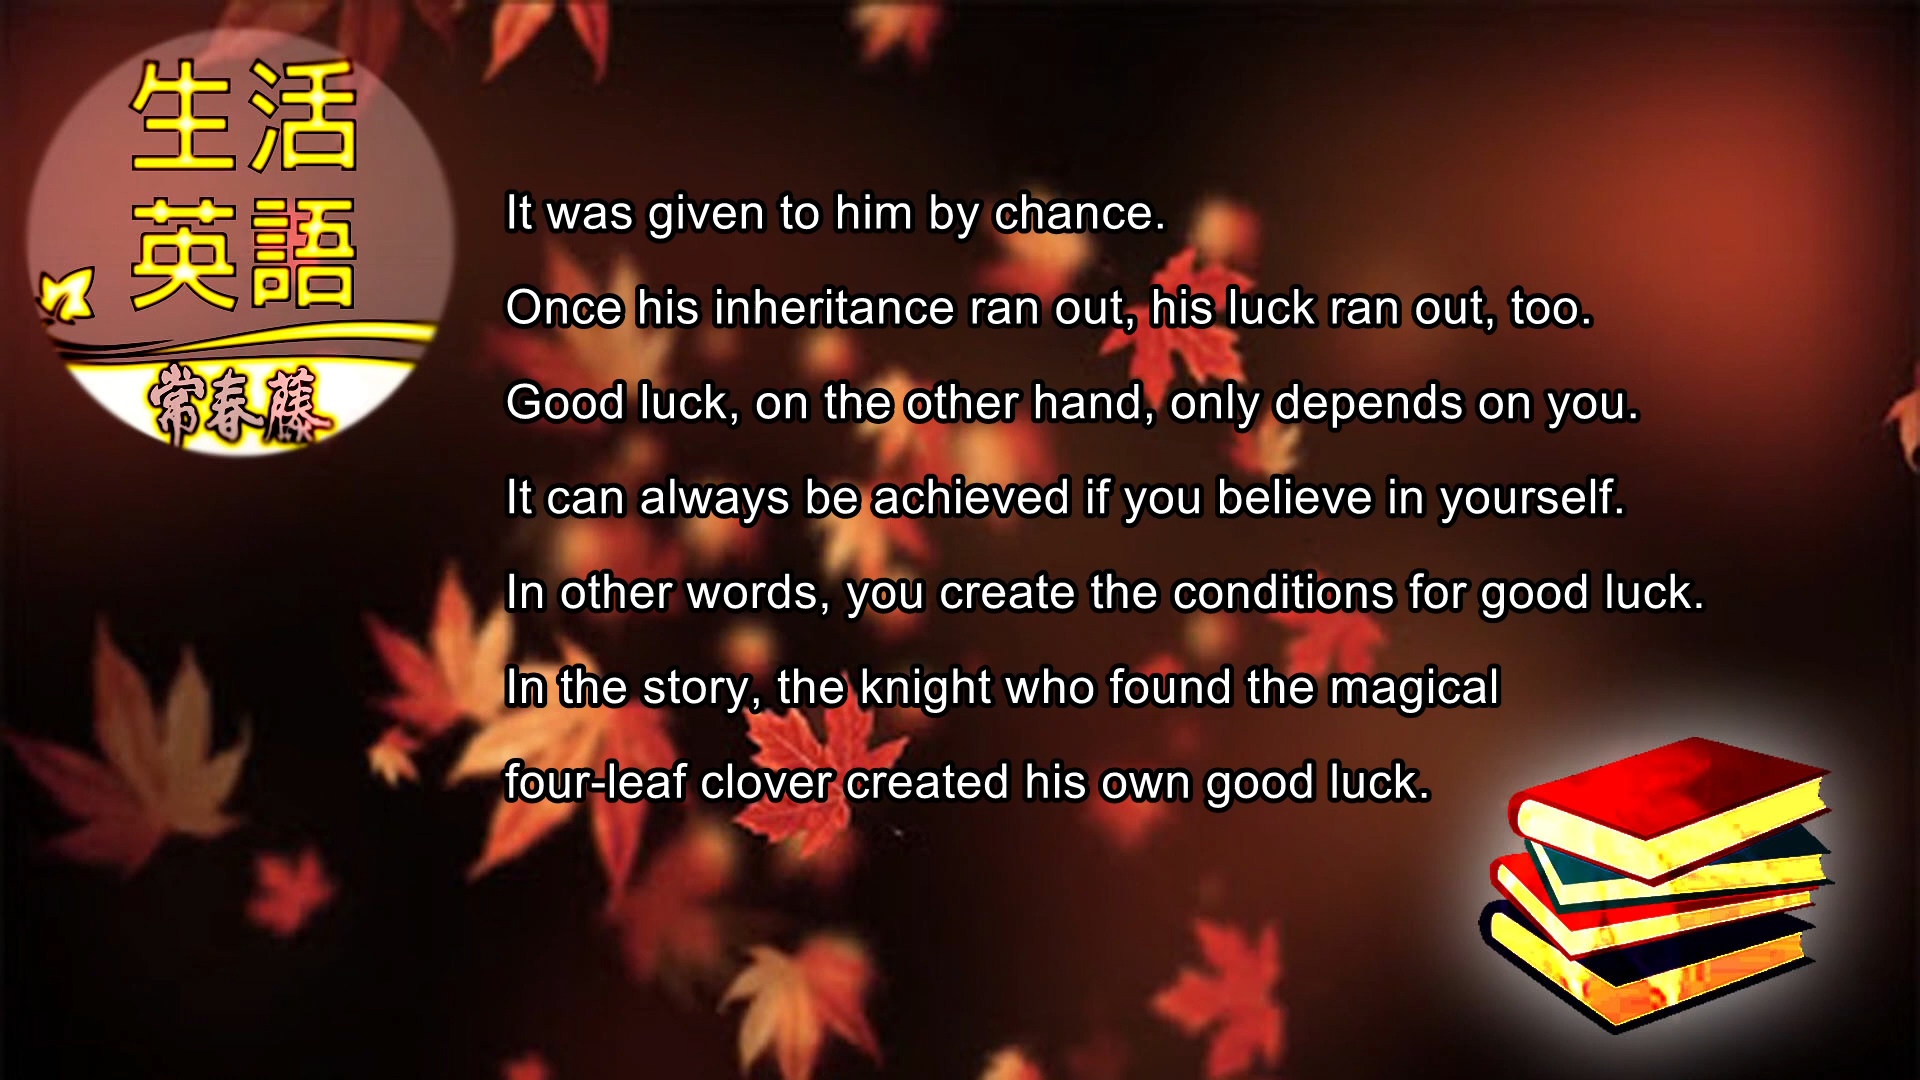 生活
英語
常春藤
It was given to him by chance.
Once his inheritance ran out, his luck ran out, too.
Good luck, on the other hand, only depends on you.
It can always be achieved if you believe in yourself.
In other words, you create the conditions for good luck.
In the story, the knight who found the magical
four-leaf clover created his own good luck.